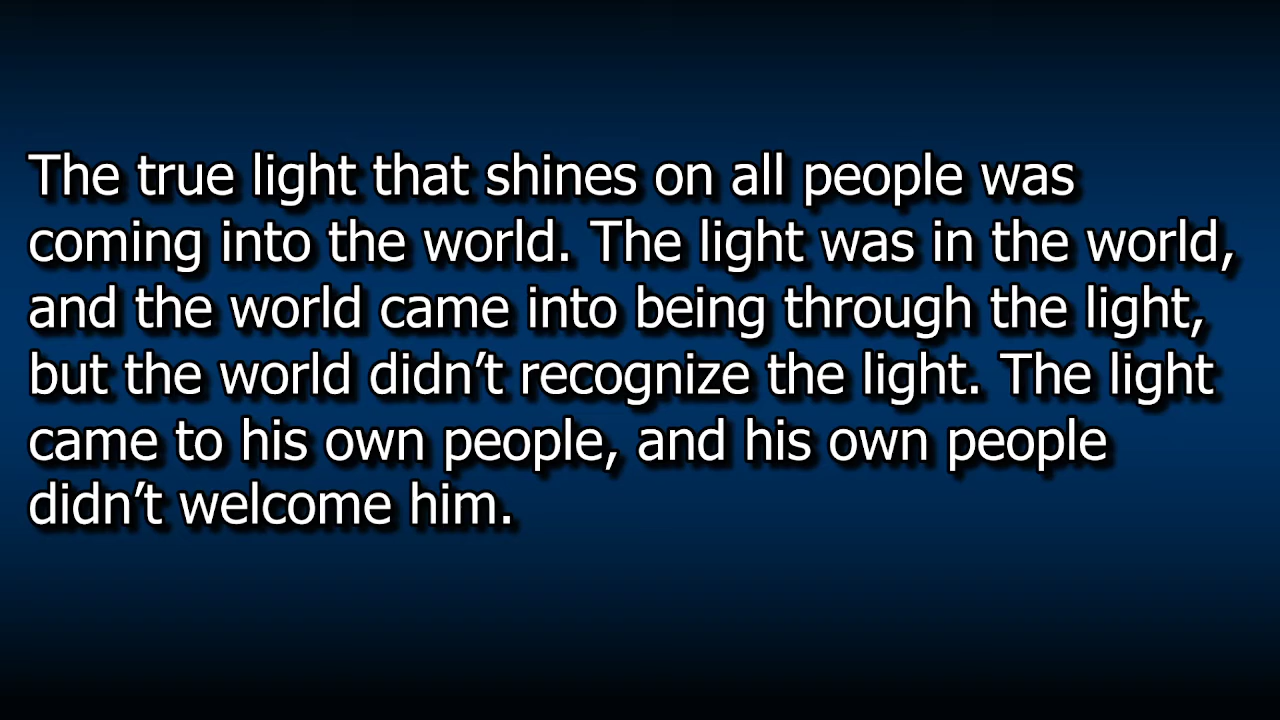 The true light that shines on all people was
coming into the world. The light was in the world,
and the world came into being through the light,
but the world didn’t recognize the light. The light
came to his own people, and his own people
didn’t welcome him.